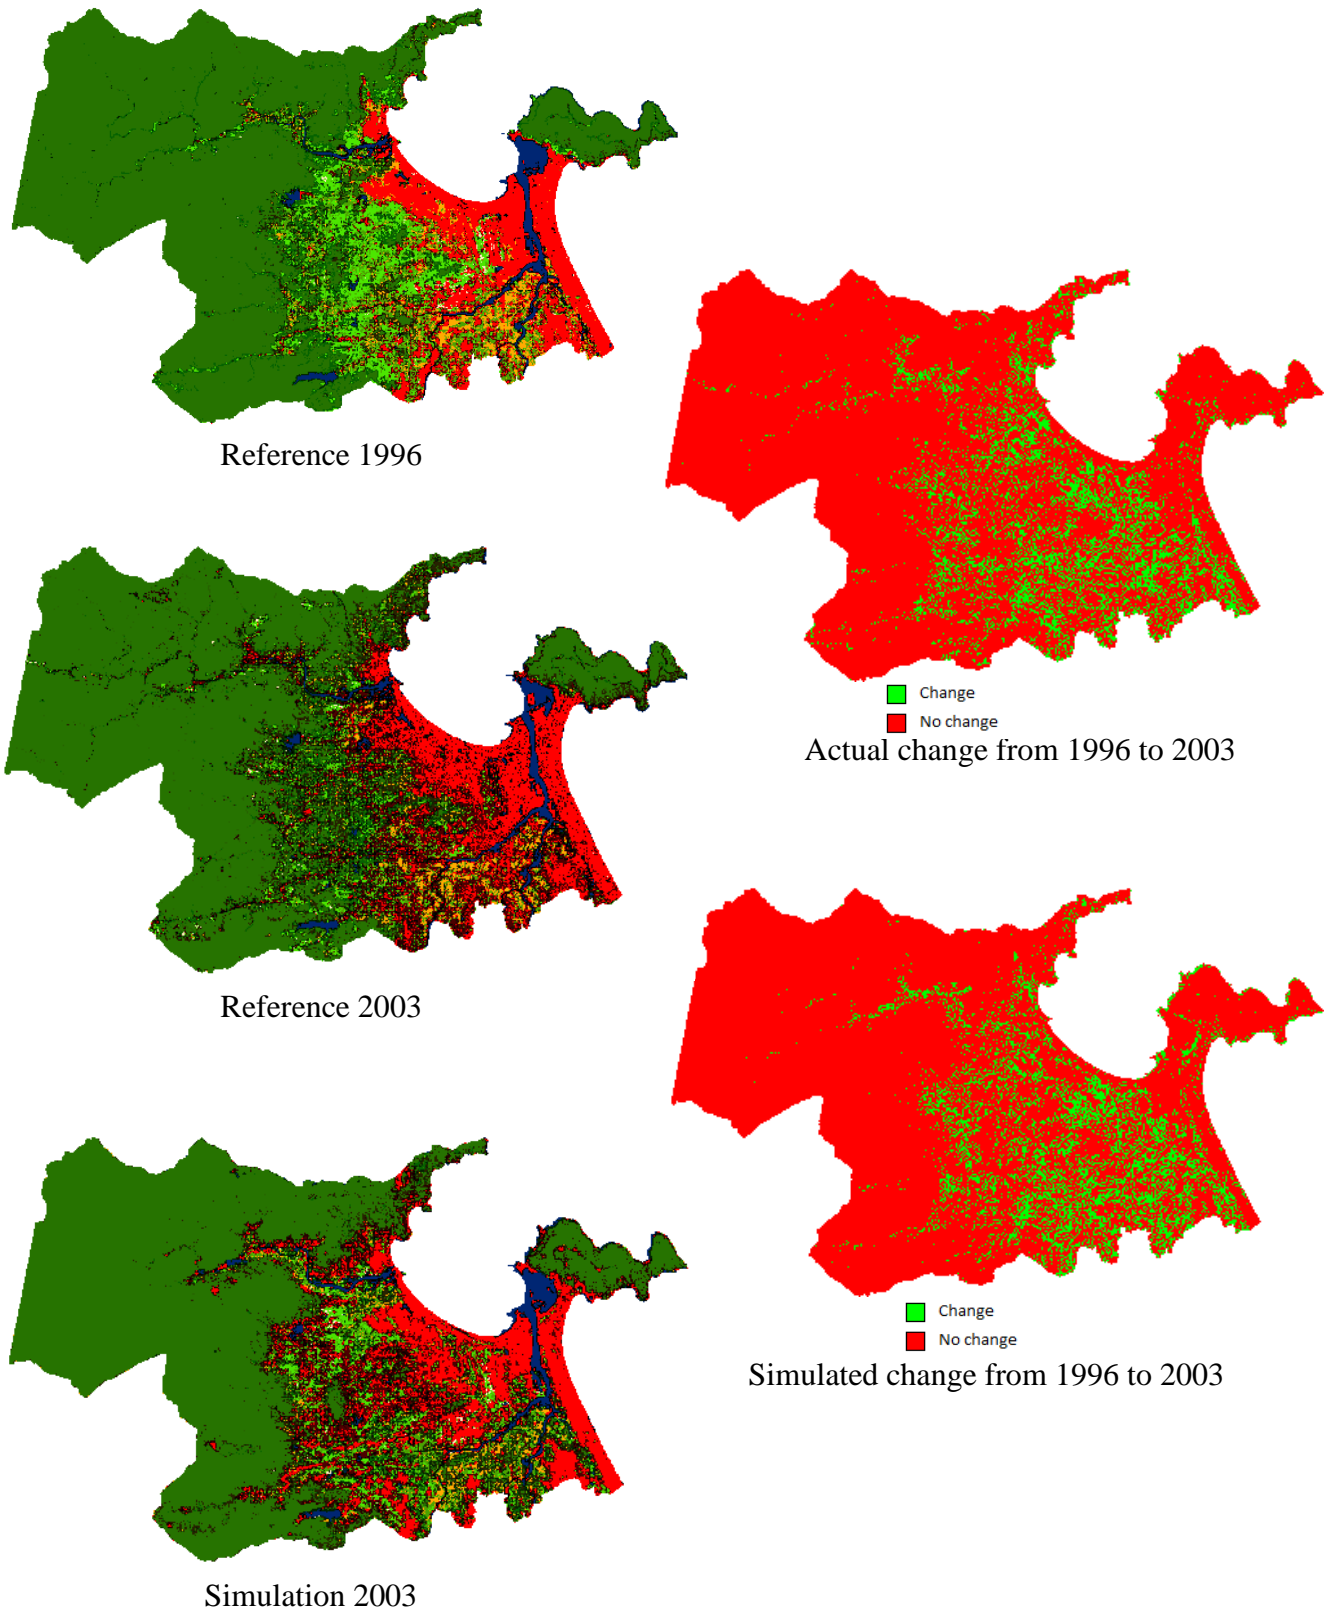 Reference 1996
Change
No change
Actual change from 1996 to 2003
Reference 2003
Change
No change
Simulated change from 1996 to 2003
Simulation 2003